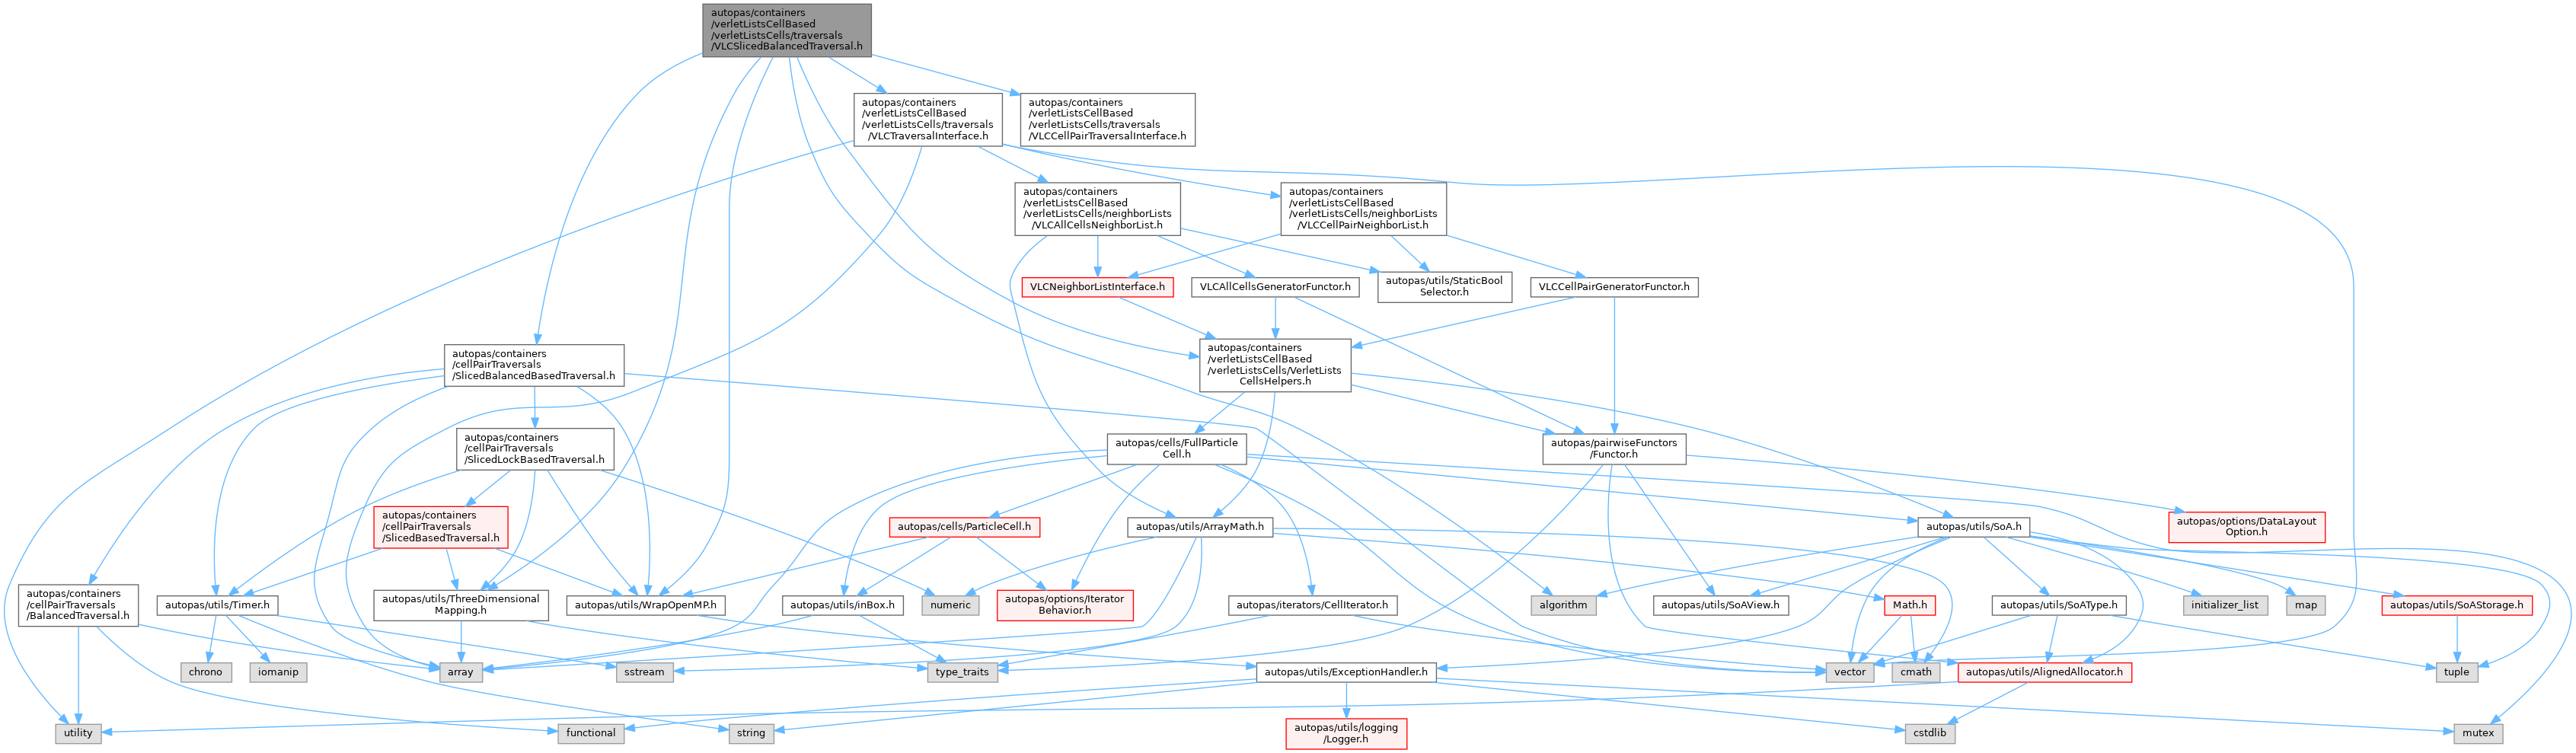 autopas/containers
/verletListsCellBased
/verletListsCells/traversals
/VLCSlicedBalancedTraversal.h
autopas/containers
/verletListsCellBased
/verletListsCells/traversals
/VLCTraversalInterface.h
autopas/containers
/verletListsCellBased
/verletListsCells/traversals
/VLCCellPairTraversalInterface.h
autopas/containers
/verletListsCellBased
/verletListsCells/neighborLists
/VLCAllCellsNeighborList.h
autopas/containers
/verletListsCellBased
/verletListsCells/neighborLists
/VLCCellPairNeighborList.h
VLCNeighborListInterface.h
VLCAllCellsGeneratorFunctor.h
autopas/utils/StaticBool
Selector.h
VLCCellPairGeneratorFunctor.h
autopas/containers
/cellPairTraversals
/SlicedBalancedBasedTraversal.h
autopas/containers
/verletListsCellBased
/verletListsCells/VerletLists
CellsHelpers.h
autopas/containers
/cellPairTraversals
/SlicedLockBasedTraversal.h
autopas/cells/FullParticle
Cell.h
autopas/pairwiseFunctors
/Functor.h
autopas/containers
/cellPairTraversals
/SlicedBasedTraversal.h
autopas/cells/ParticleCell.h
autopas/utils/ArrayMath.h
autopas/utils/SoA.h
autopas/options/DataLayout
Option.h
autopas/containers
/cellPairTraversals
/BalancedTraversal.h
autopas/utils/Timer.h
autopas/utils/ThreeDimensional
Mapping.h
autopas/utils/WrapOpenMP.h
autopas/utils/inBox.h
numeric
autopas/options/Iterator
Behavior.h
autopas/iterators/CellIterator.h
algorithm
autopas/utils/SoAView.h
Math.h
autopas/utils/SoAType.h
initializer_list
map
autopas/utils/SoAStorage.h
chrono
iomanip
array
sstream
type_traits
autopas/utils/ExceptionHandler.h
vector
cmath
autopas/utils/AlignedAllocator.h
tuple
utility
functional
string
autopas/utils/logging
/Logger.h
cstdlib
mutex